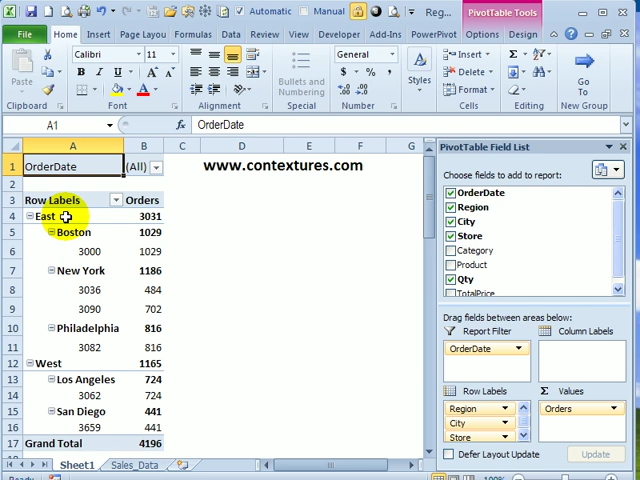 Automatic
Manual
Reg...
PivotTable Tools
File
Home
Insert
Page Layou
Formulas
Data
Review
View
Developer
Add-Ins
PowerPivot
Options
Design
Paste
Clipboard
Calibri
11
B I U
A A
Font
Alignment
Bullets and
Numbering
General
$ % ,
Number
A
Styles
Insert
Delete
Format
Cells
Σ
Editing
Go
To
New Group
A1
fx
OrderDate
A B C D E F G
1 OrderDate (All) www.contextures.com
2
3 Row Labels Orders
4 East 3031
5 Boston 1029
6 3000 1029
7 New York 1186
8 3036 484
9 3090 702
10 Philadelphia 816
11 3082 816
12 West 1165
13 Los Angeles 724
14 3062 724
15 San Diego 441
16 3659 441
17 Grand Total 4196
Sheet1
Sales_Data
Ready
100%
PivotTable Field List
Choose fields to add to report:
OrderDate
Region
City
Store
Category
Product
Qty
TotalPrice
Drag fields between areas below:
Report Filter
Column Labels
OrderDate
Row Labels
Σ Values
Region
City
Store
Orders
Defer Layout Update
Update